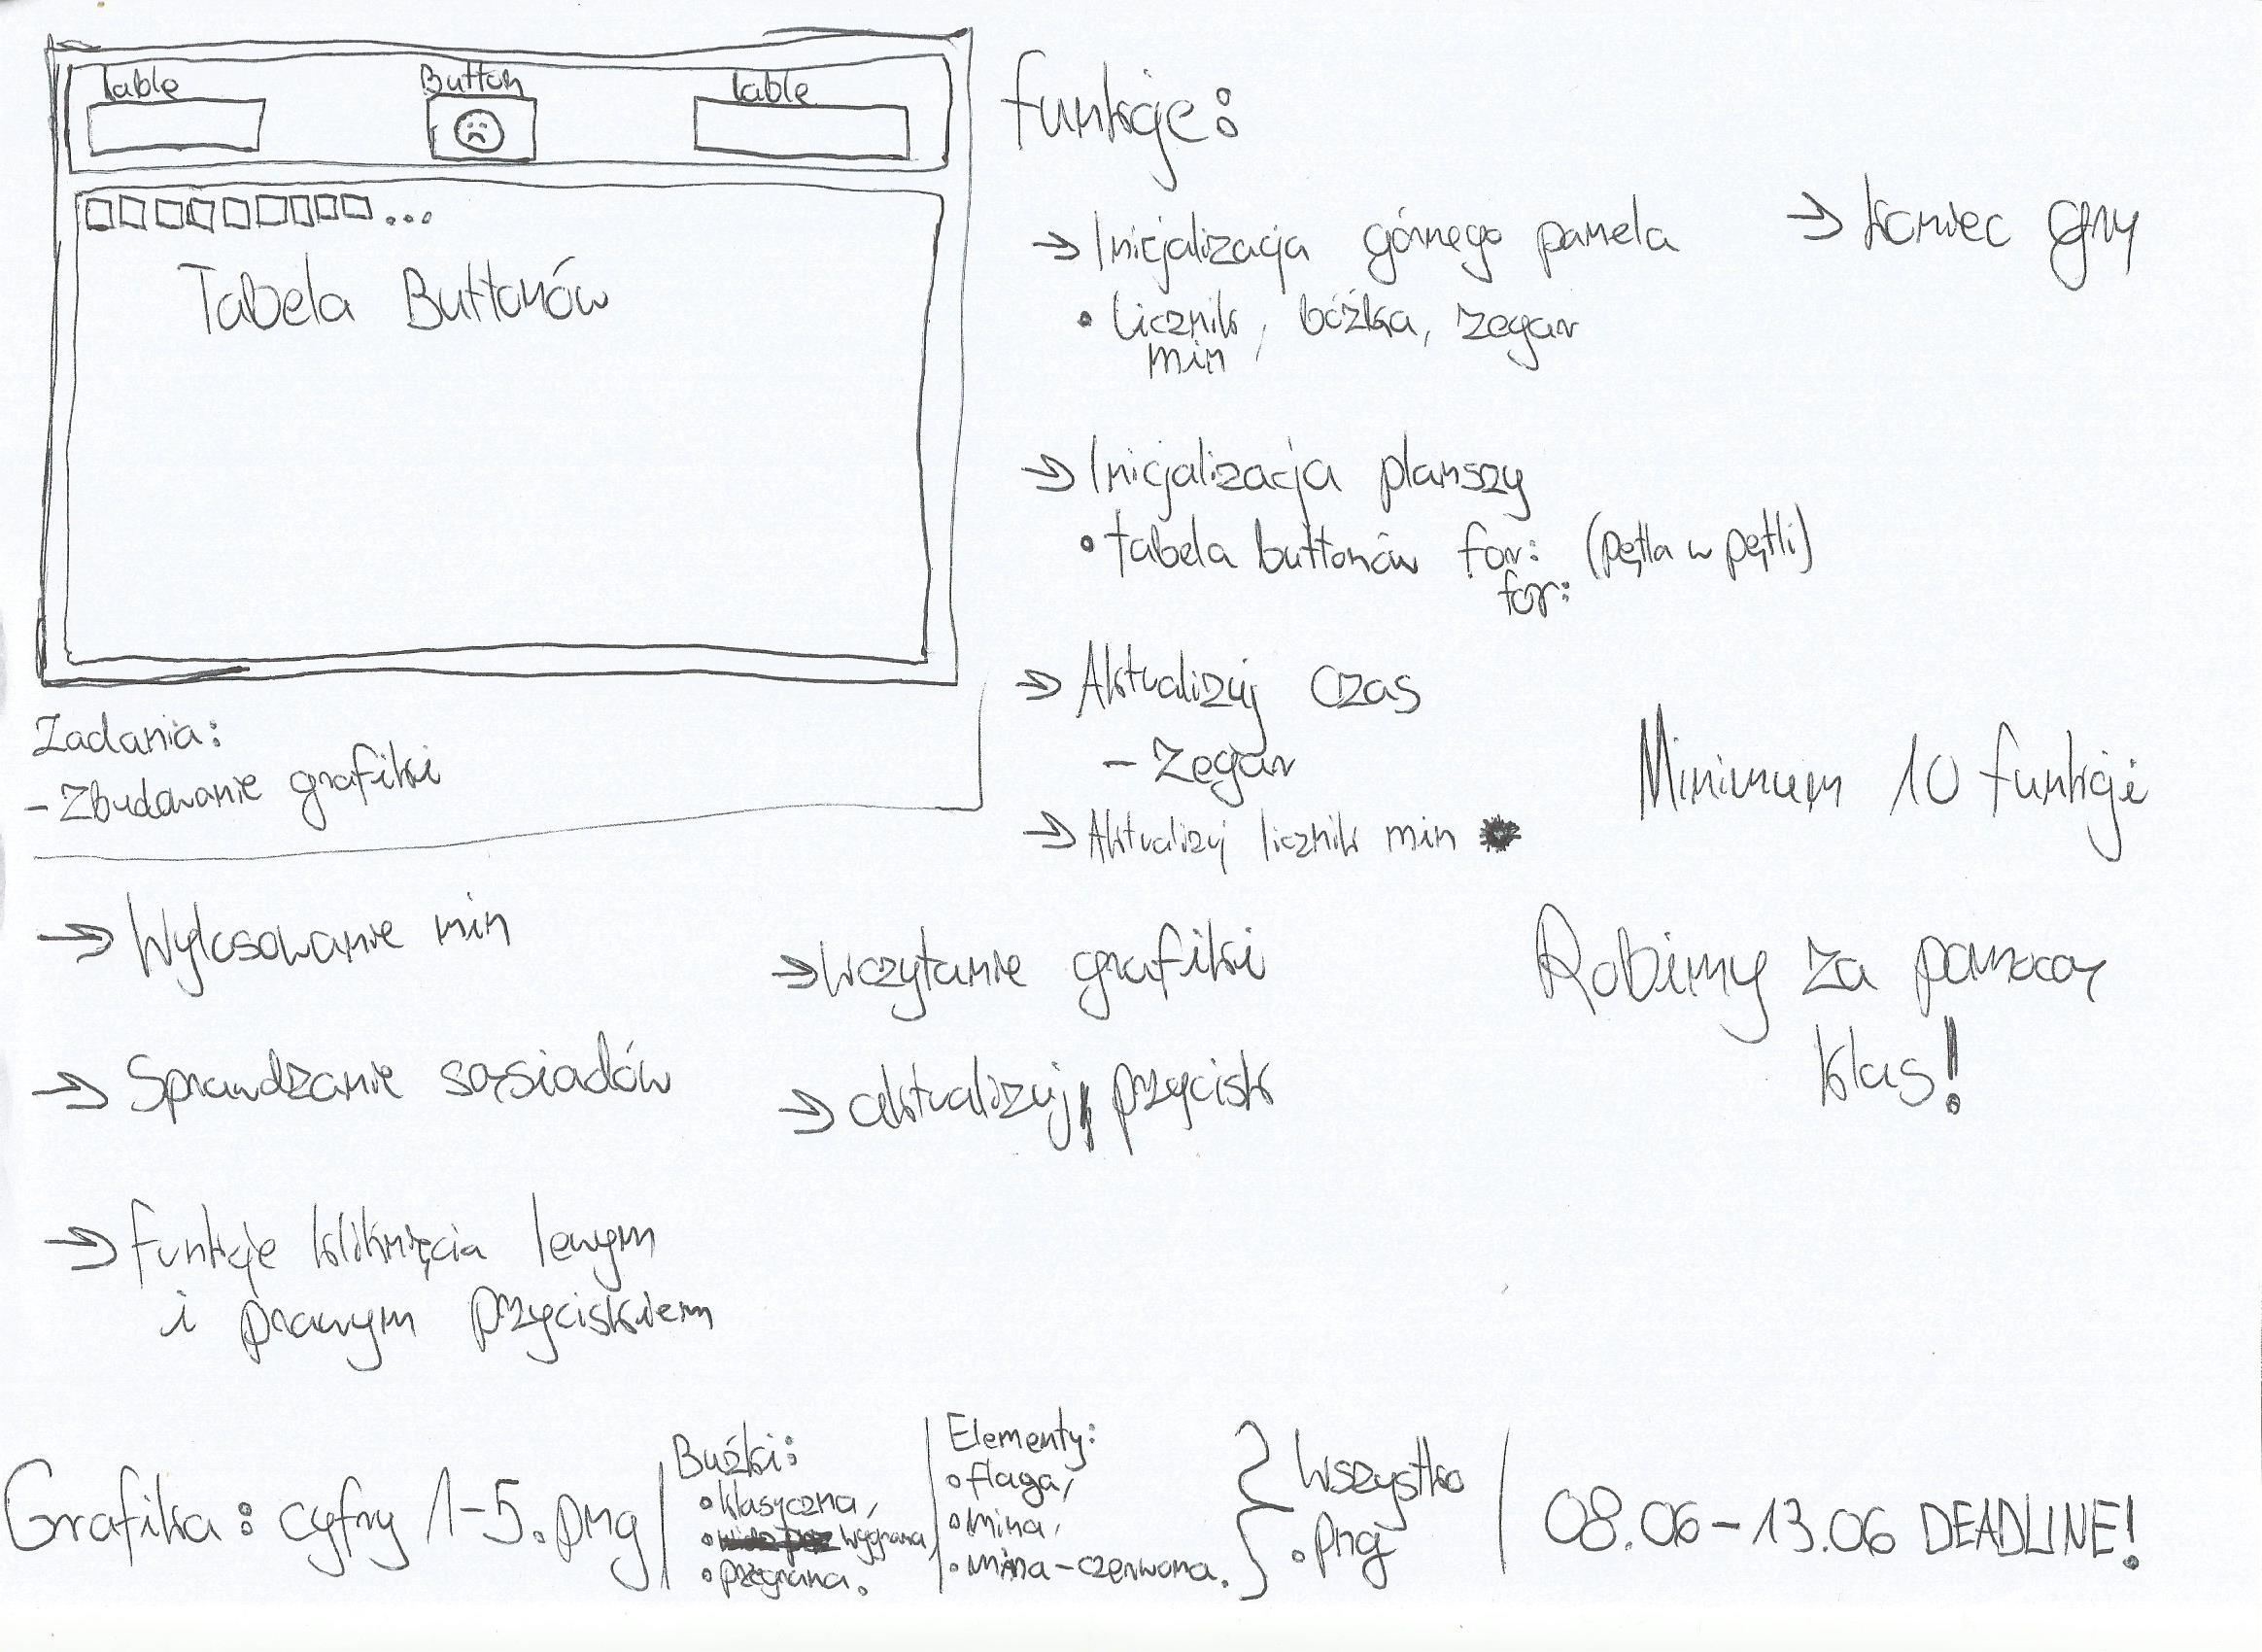 Lable
Button
Lable
Tabela Buttonów
funkcje:
→ Inicjalizacja górnego panela
• licznik min, bóźka, zegar
→ koniec gry
→ Inicjalizacja planszy
• tabela buttonów for: (pętla w pętli)
for:
→ Aktualizuj czas
- Zegar
→ Aktualizuj licznik min
Minimum 10 funkcji
Zadania:
- Zbudowanie grafiki
→ Wylosowanie min
→ Sprawdzanie sąsiadów
→ funkcje kliknięcia lewym
i prawym przyciskiem
→ Wczytanie grafiki
→ aktualizuj przycisk
Robimy za pomocą
klas!
Grafika: cyfry 1-5.png
Buźki:
• klasyczna,
• wygrana,
• przegrana.
Elementy:
• flaga,
• mina,
• mina-czerwona.
Wszystko
.png
08.06-13.06 DEADLINE!